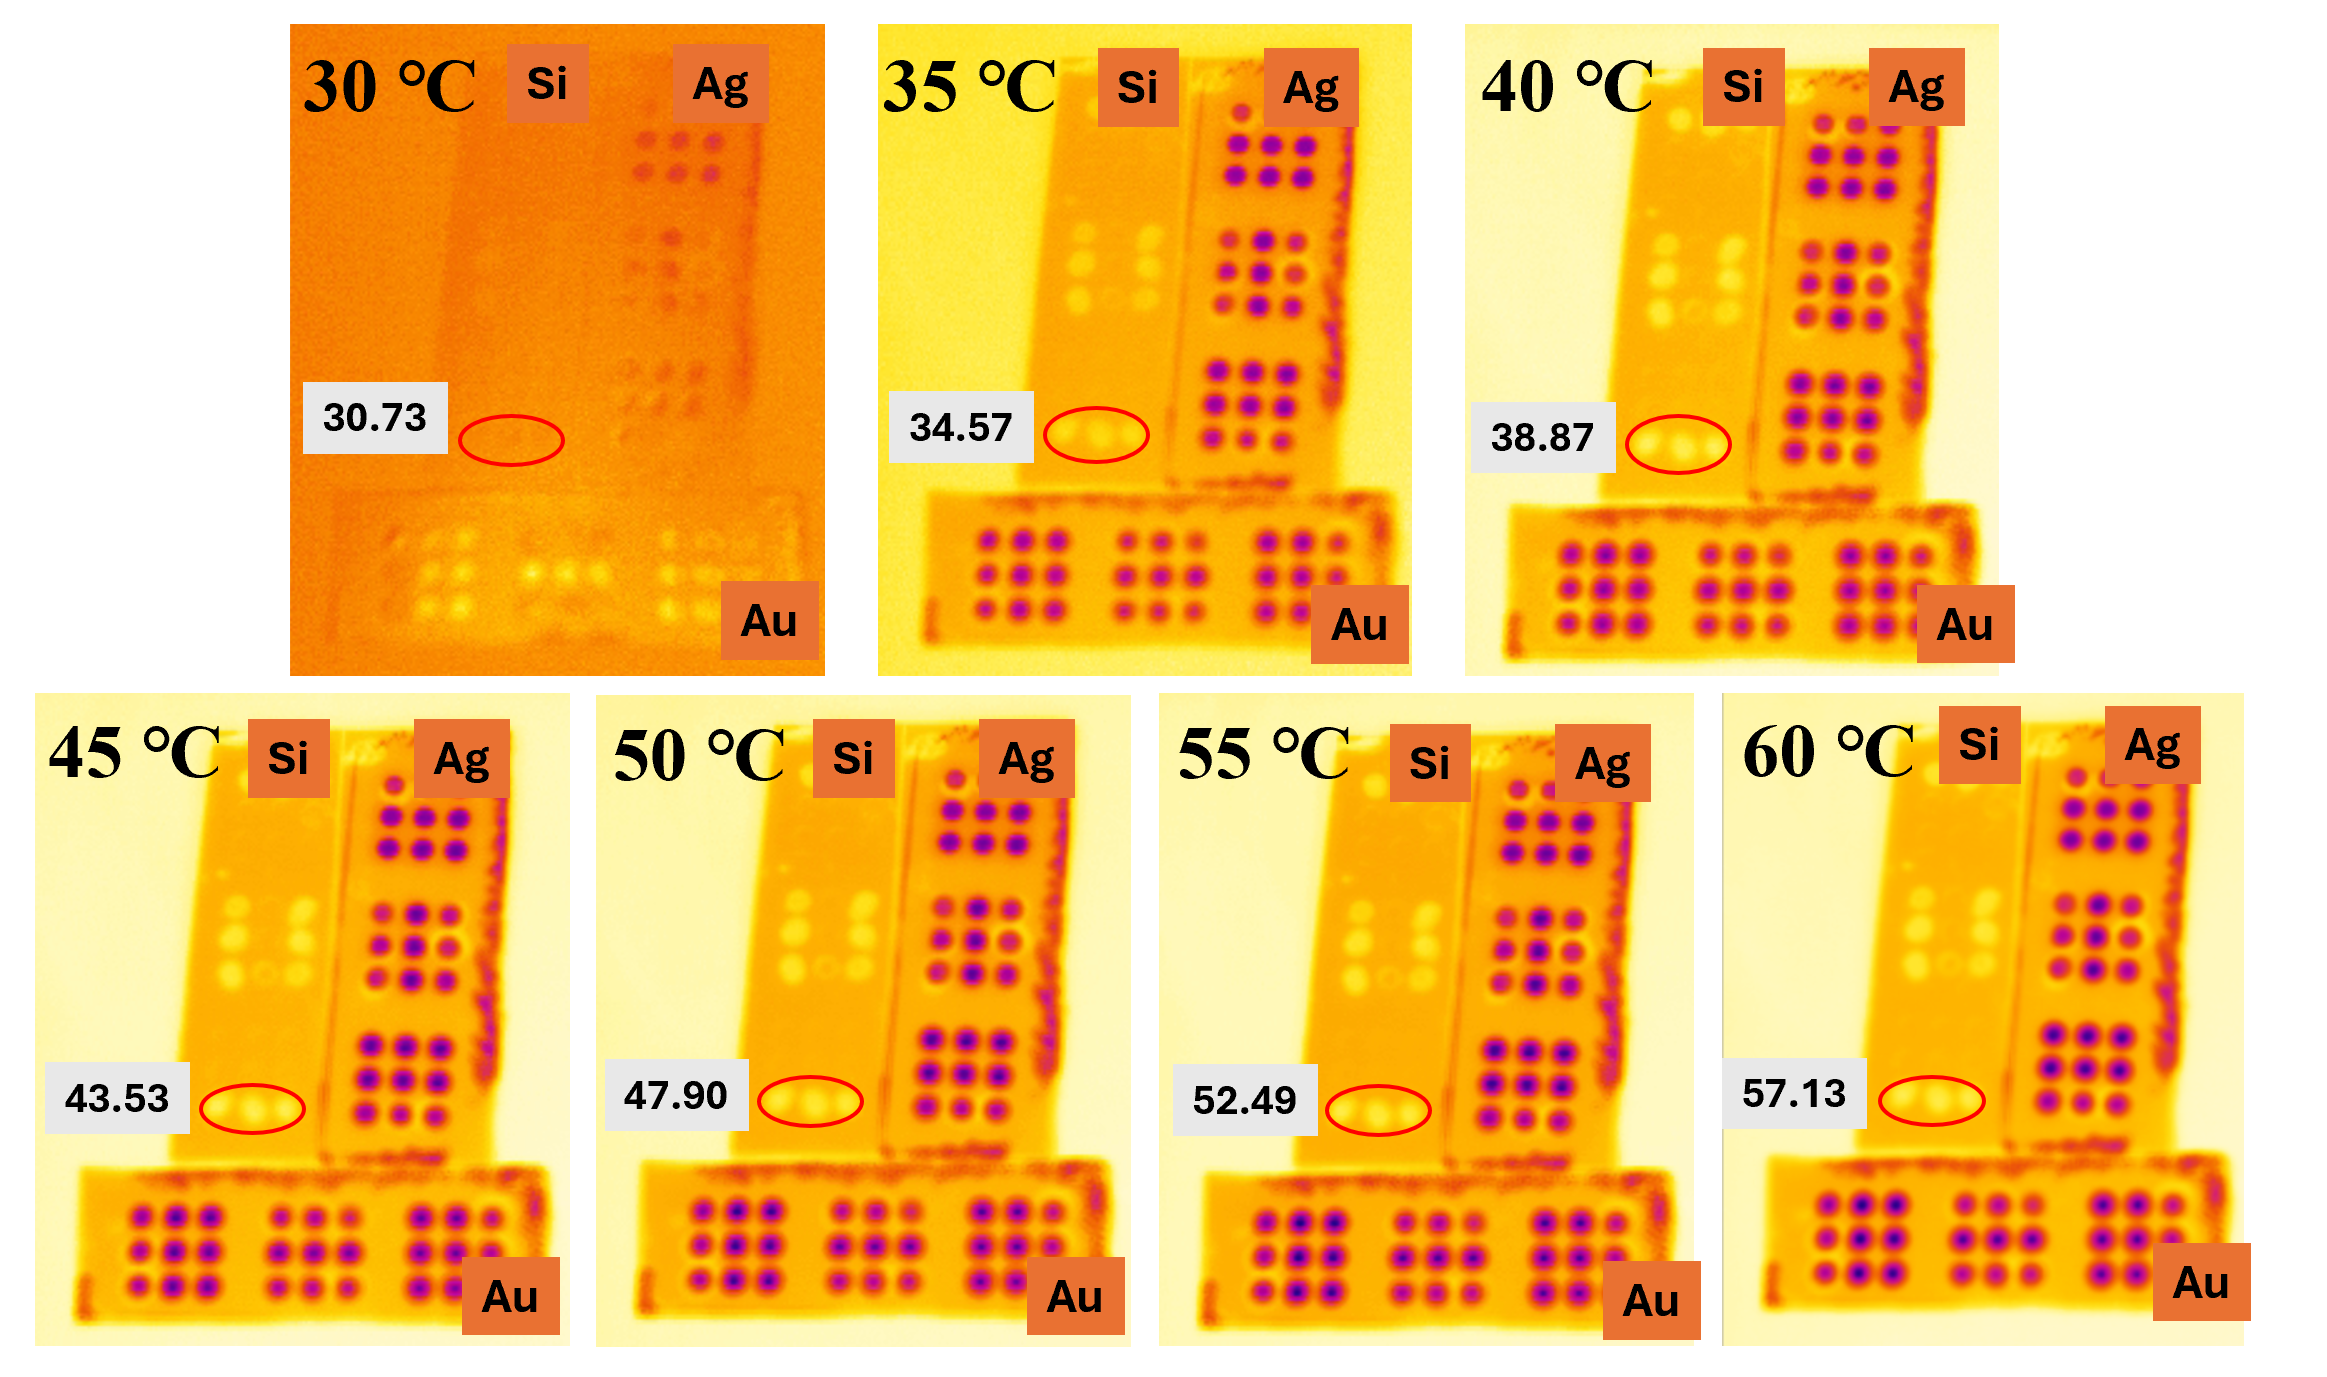 30 °C Si Ag
30.73
Au
35 °C Si Ag
34.57
Au
40 °C Si Ag
38.87
Au
45 °C Si Ag
43.53
Au
50 °C Si Ag
47.90
Au
55 °C Si Ag
52.49
Au
60 °C Si Ag
57.13
Au